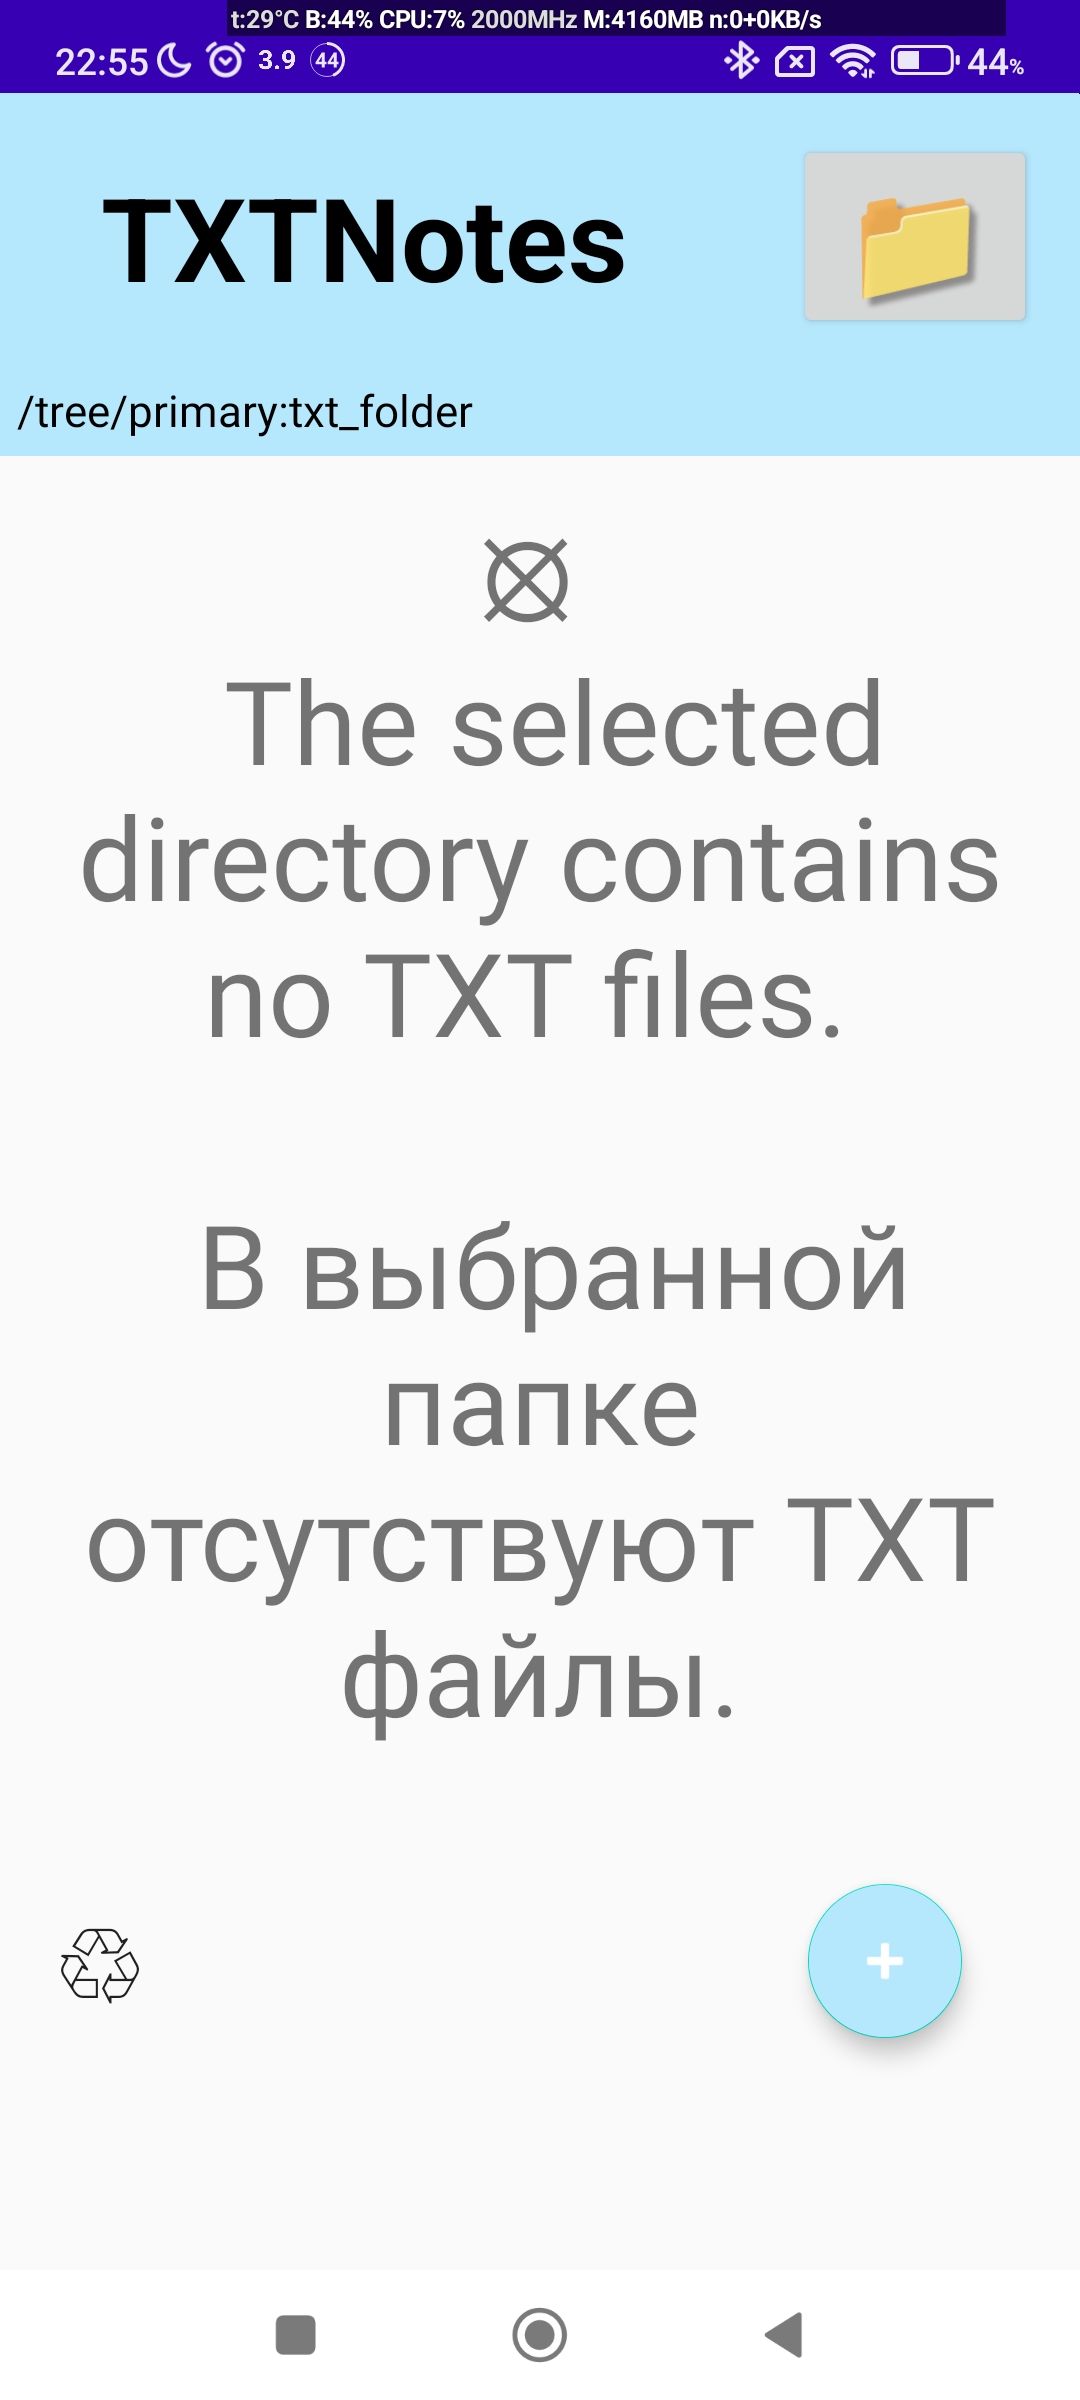 t:29°C B:44% CPU:7% 2000MHz M:4160MB n:0+0KB/s
22:55 3.9 44 44%
TXTNotes
/tree/primary:txt_folder
The selected
directory contains
no TXT files.
В выбранной
папке
отсутствуют TXT
файлы.
+